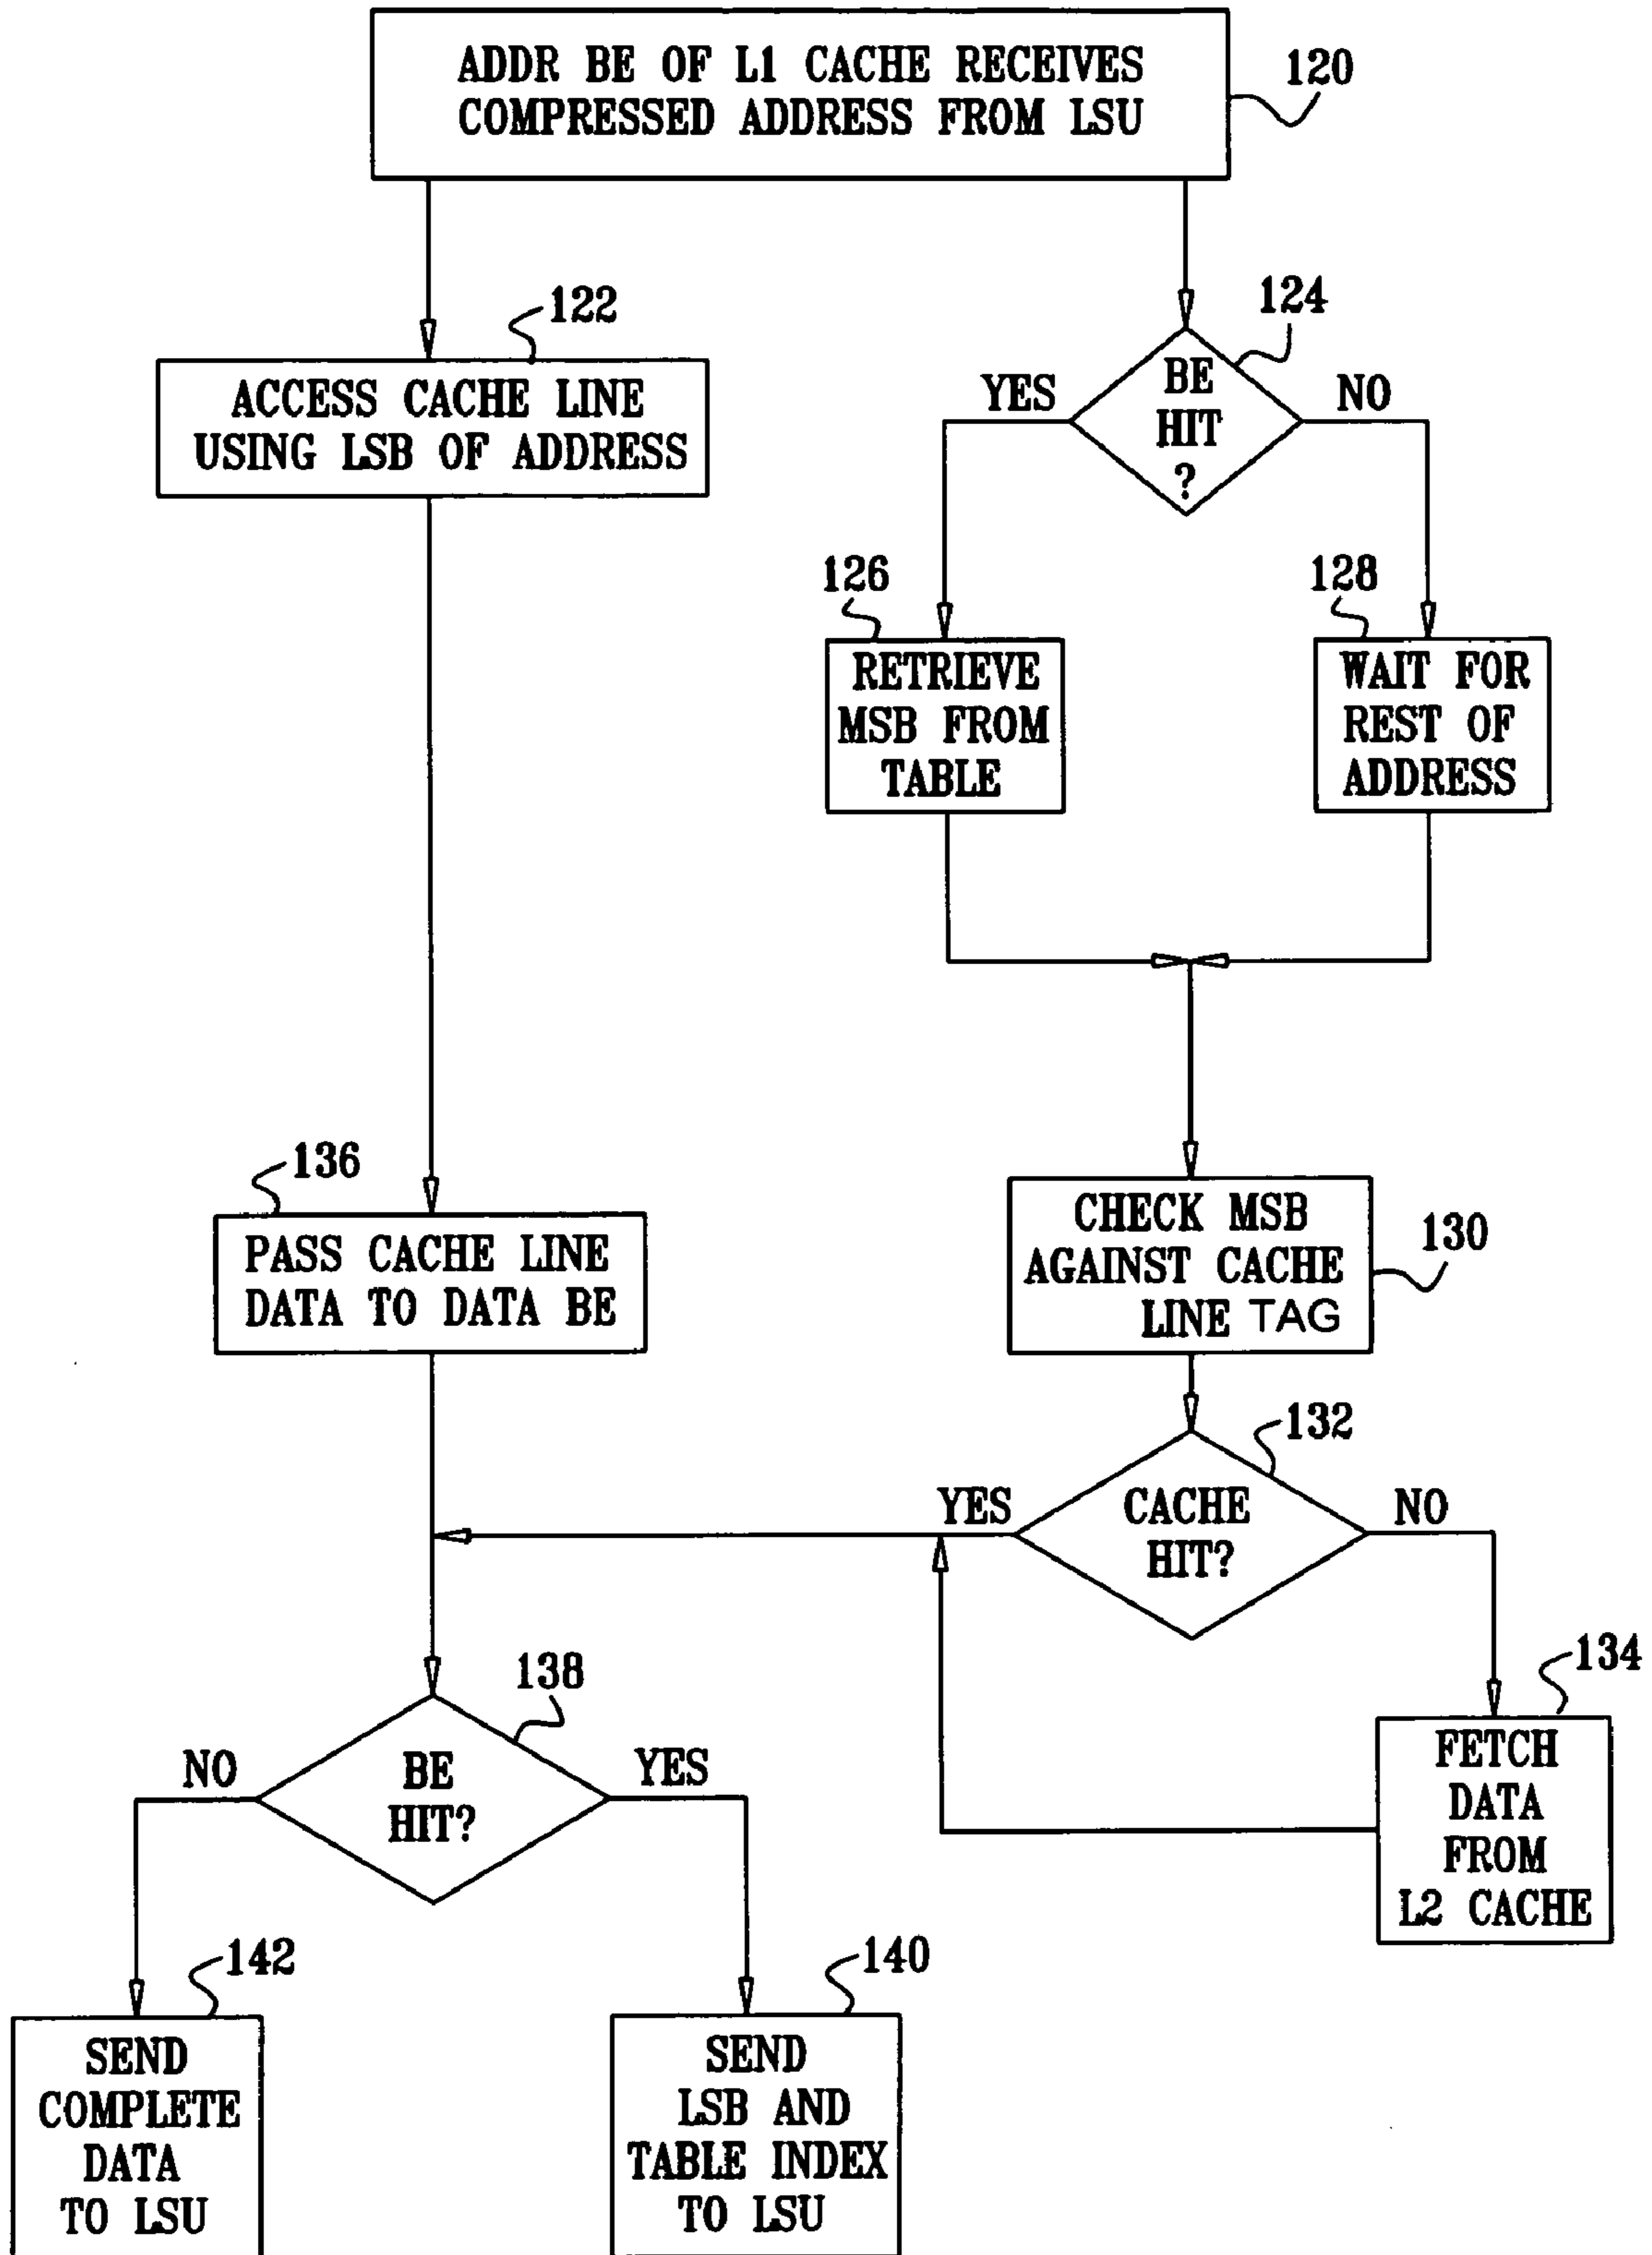 ADDR BE OF L1 CACHE RECEIVES
COMPRESSED ADDRESS FROM LSU
120
122
ACCESS CACHE LINE
USING LSB OF ADDRESS
124
BE
HIT
?
YES
NO
126
RETRIEVE
MSB FROM
TABLE
128
WAIT FOR
REST OF
ADDRESS
136
PASS CACHE LINE
DATA TO DATA BE
CHECK MSB
AGAINST CACHE
LINE TAG
130
132
CACHE
HIT?
YES
NO
134
FETCH
DATA
FROM
L2 CACHE
138
BE
HIT?
NO
YES
142
SEND
COMPLETE
DATA
TO LSU
140
SEND
LSB AND
TABLE INDEX
TO LSU